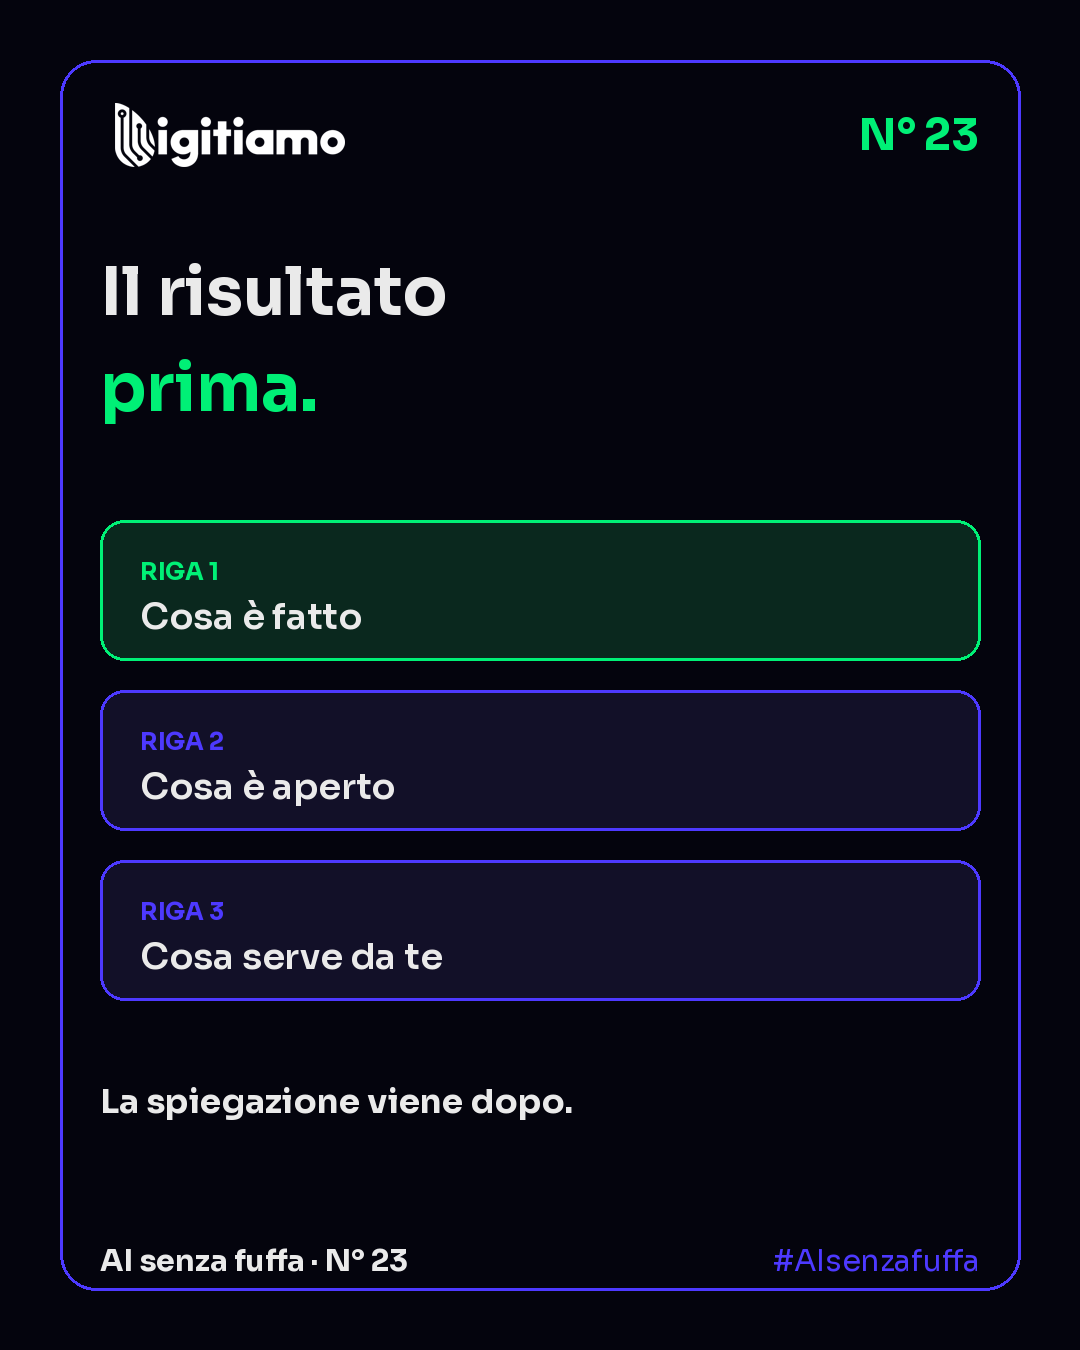 Digitiamo
N° 23
Il risultato
prima.
RIGA 1
Cosa è fatto
RIGA 2
Cosa è aperto
RIGA 3
Cosa serve da te
La spiegazione viene dopo.
AI senza fuffa · N° 23
#AIsenzafuffa